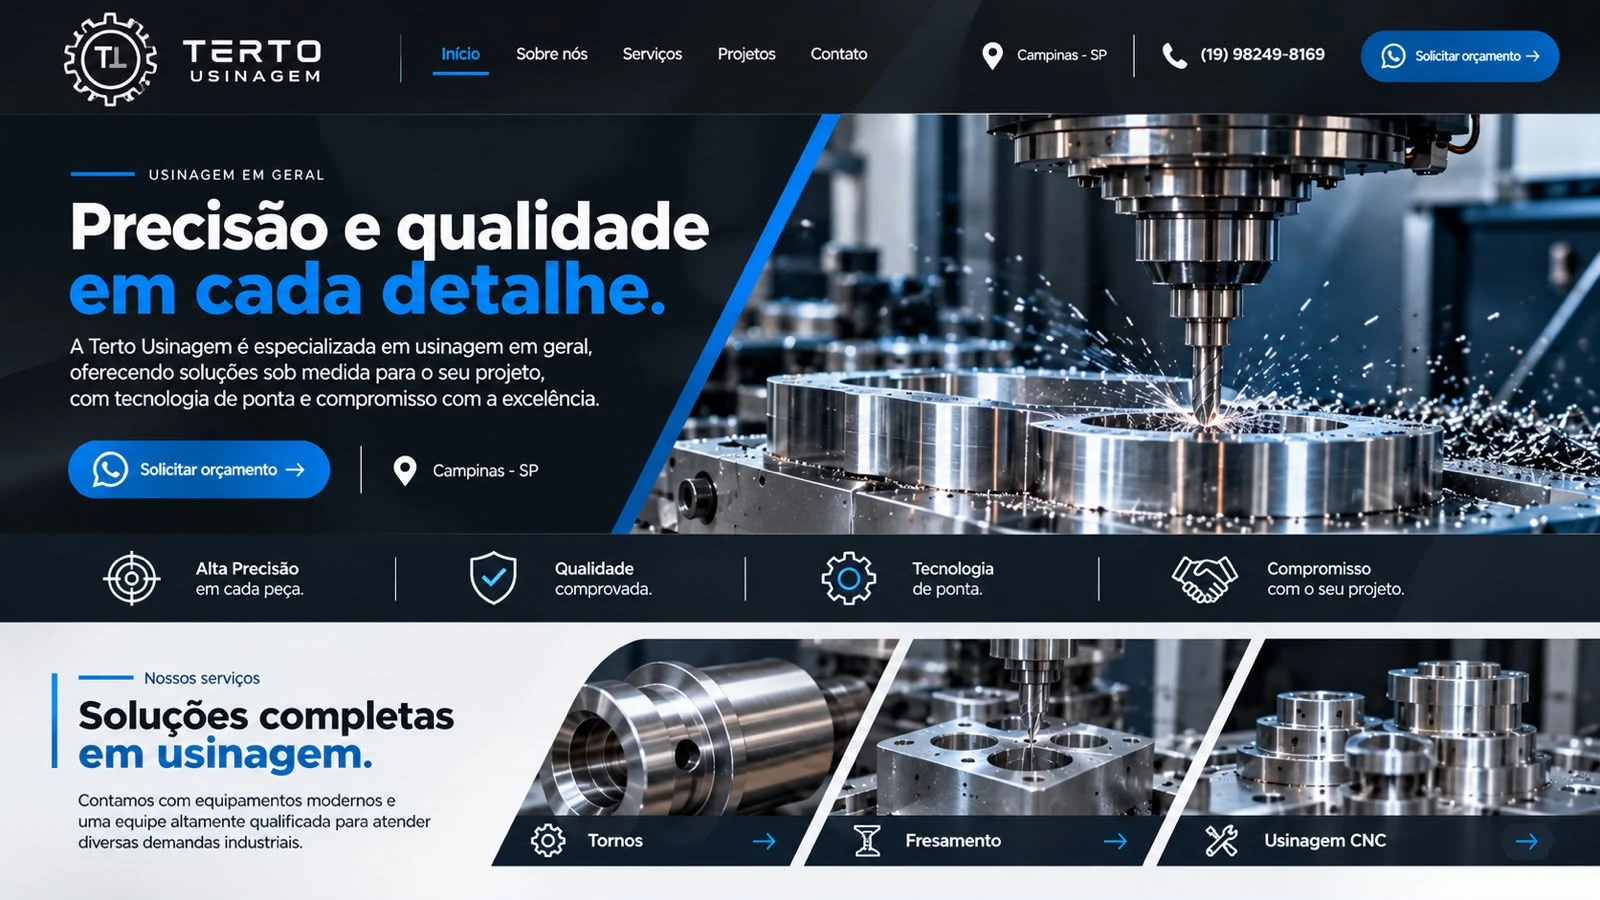 TERTO
USINAGEM
Início
Sobre nós
Serviços
Projetos
Contato
Campinas - SP
(19) 98249-8169
Solicitar orçamento →
USINAGEM EM GERAL
Precisão e qualidade
em cada detalhe.
A Terto Usinagem é especializada em usinagem em geral,
oferecendo soluções sob medida para o seu projeto,
com tecnologia de ponta e compromisso com a excelência.
Solicitar orçamento →
Campinas - SP
Alta Precisão
em cada peça.
Qualidade
comprovada.
Tecnologia
de ponta.
Compromisso
com o seu projeto.
Nossos serviços
Soluções completas
em usinagem.
Contamos com equipamentos modernos e
uma equipe altamente qualificada para atender
diversas demandas industriais.
Tornos →
Fresamento →
Usinagem CNC →